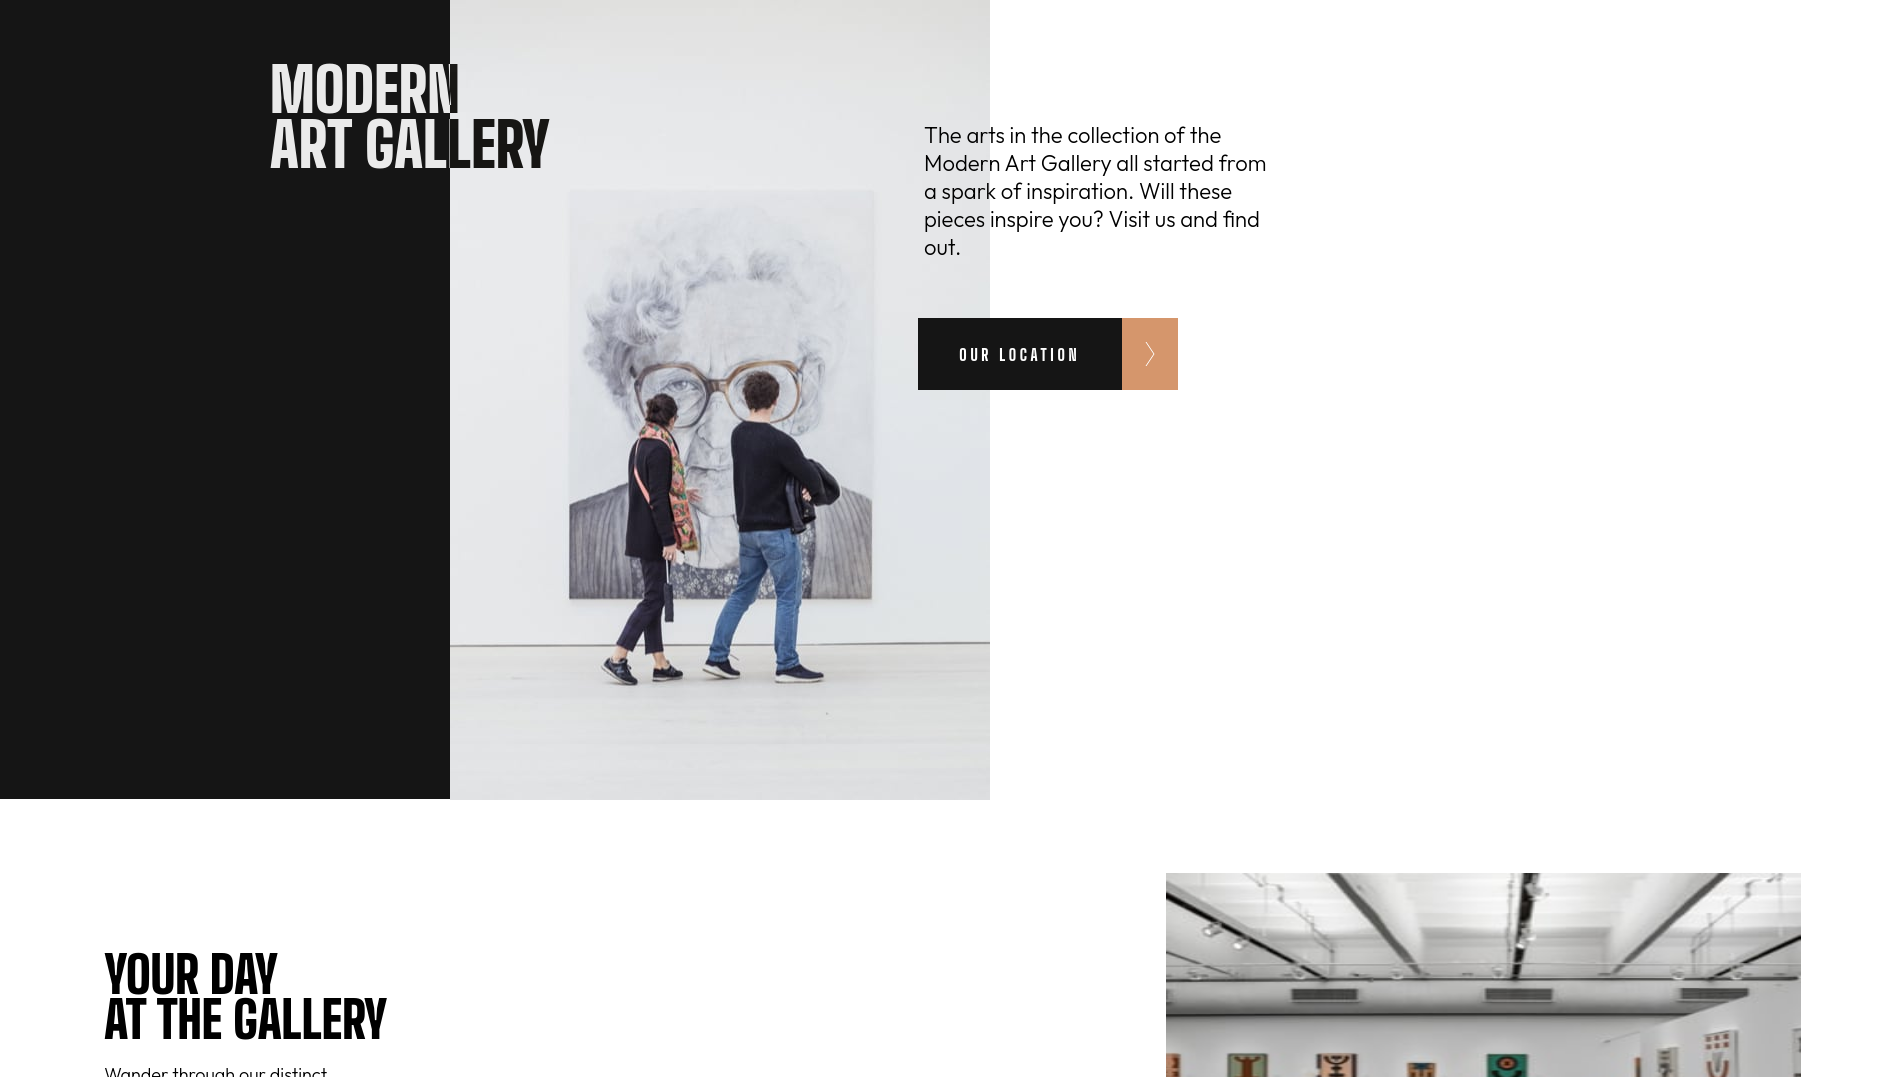 MODERN
ART GALLERY
The arts in the collection of the
Modern Art Gallery all started from
a spark of inspiration. Will these
pieces inspire you? Visit us and find
out.
OUR LOCATION
YOUR DAY
AT THE GALLERY
Wander through our distinct